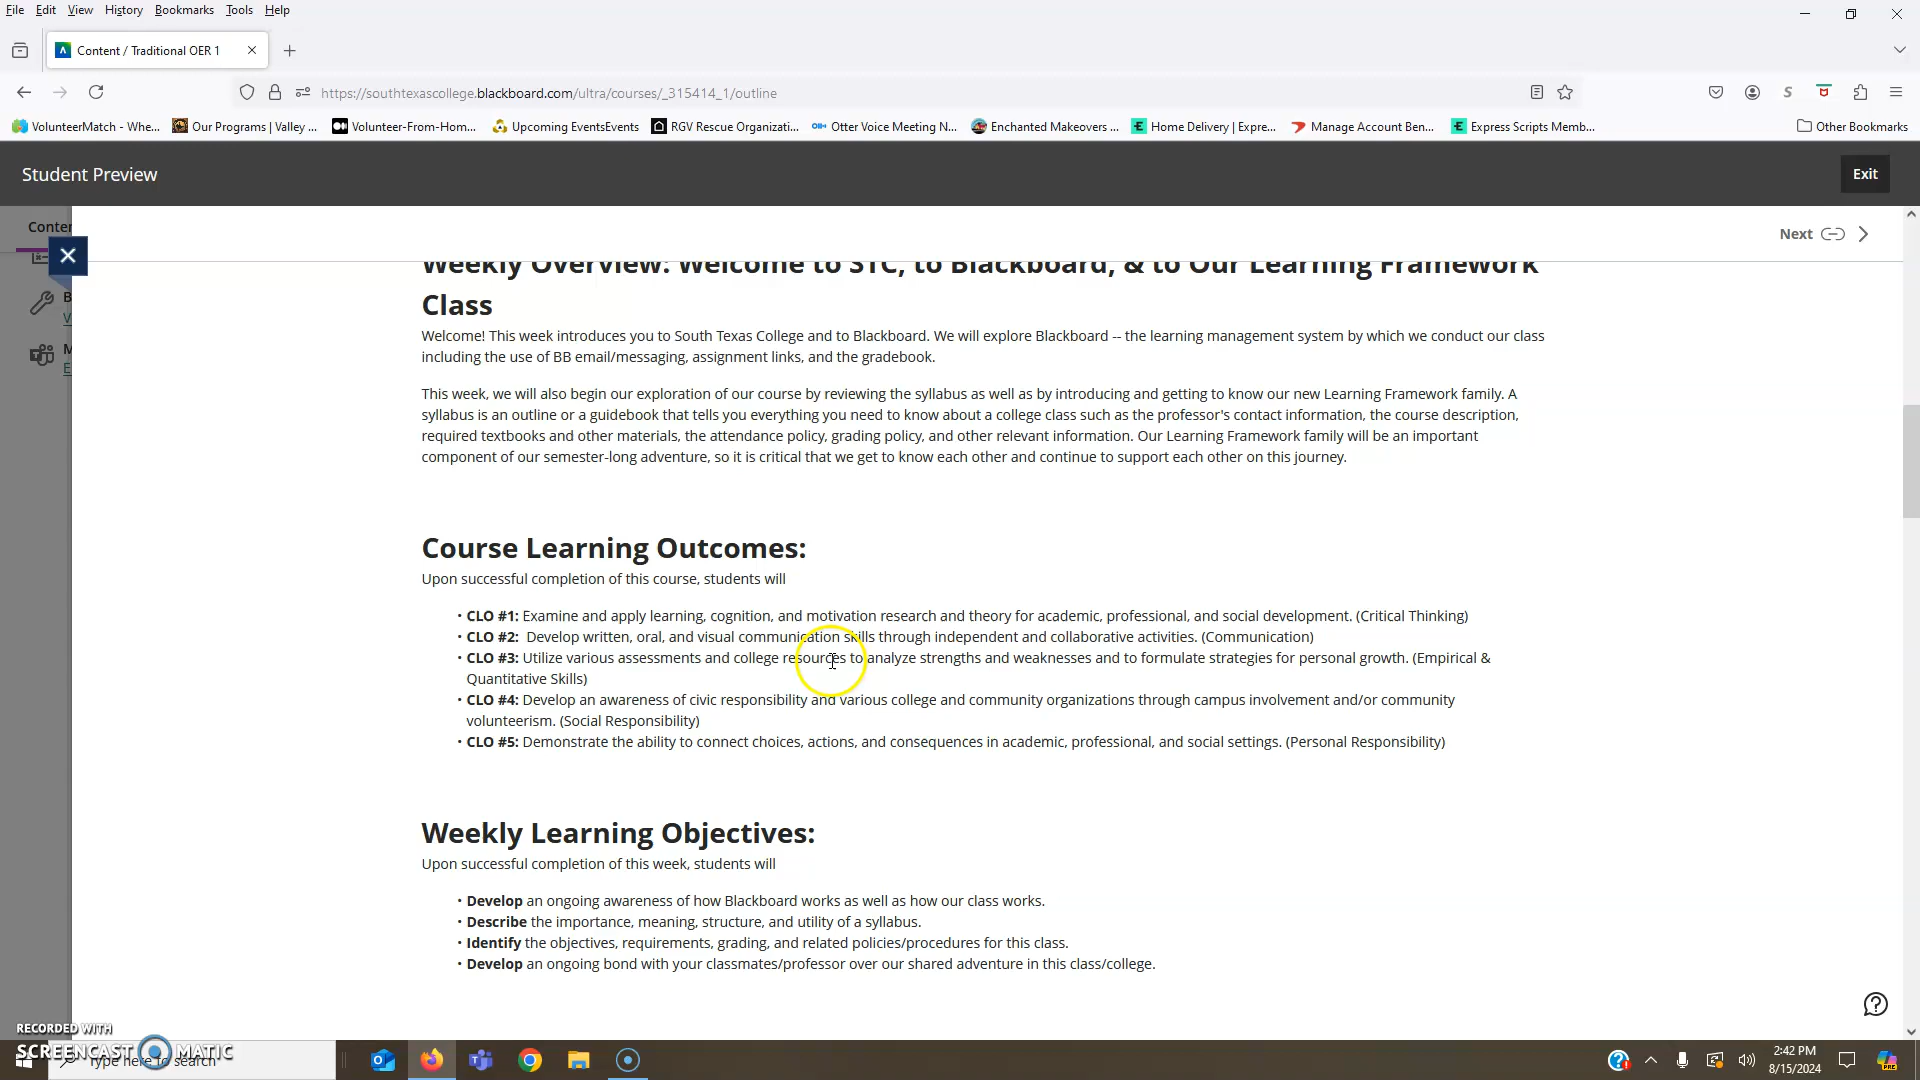 File Edit View History Bookmarks Tools Help
Content / Traditional OER 1
https://southtexascollege.blackboard.com/ultra/courses/_315414_1/outline
VolunteerMatch - Whe... Our Programs | Valley ... Volunteer-From-Hom... Upcoming EventsEvents RGV Rescue Organizati... Otter Voice Meeting N... Enchanted Makeovers ... Home Delivery | Expre... Manage Account Ben... Express Scripts Memb... Other Bookmarks
Student Preview Exit
Conter Next
Weekly Overview: Welcome to STC, to Blackboard, & to Our Learning Framework
Class
Welcome! This week introduces you to South Texas College and to Blackboard. We will explore Blackboard -- the learning management system by which we conduct our class
including the use of BB email/messaging, assignment links, and the gradebook.
This week, we will also begin our exploration of our course by reviewing the syllabus as well as by introducing and getting to know our new Learning Framework family. A
syllabus is an outline or a guidebook that tells you everything you need to know about a college class such as the professor's contact information, the course description,
required textbooks and other materials, the attendance policy, grading policy, and other relevant information. Our Learning Framework family will be an important
component of our semester-long adventure, so it is critical that we get to know each other and continue to support each other on this journey.
Course Learning Outcomes:
Upon successful completion of this course, students will
• CLO #1: Examine and apply learning, cognition, and motivation research and theory for academic, professional, and social development. (Critical Thinking)
• CLO #2: Develop written, oral, and visual communication skills through independent and collaborative activities. (Communication)
• CLO #3: Utilize various assessments and college resources to analyze strengths and weaknesses and to formulate strategies for personal growth. (Empirical &
Quantitative Skills)
• CLO #4: Develop an awareness of civic responsibility and various college and community organizations through campus involvement and/or community
volunteerism. (Social Responsibility)
• CLO #5: Demonstrate the ability to connect choices, actions, and consequences in academic, professional, and social settings. (Personal Responsibility)
Weekly Learning Objectives:
Upon successful completion of this week, students will
• Develop an ongoing awareness of how Blackboard works as well as how our class works.
• Describe the importance, meaning, structure, and utility of a syllabus.
• Identify the objectives, requirements, grading, and related policies/procedures for this class.
• Develop an ongoing bond with your classmates/professor over our shared adventure in this class/college.
RECORDED WITH
SCREENCAST MATIC
Type here to search
2:42 PM
8/15/2024